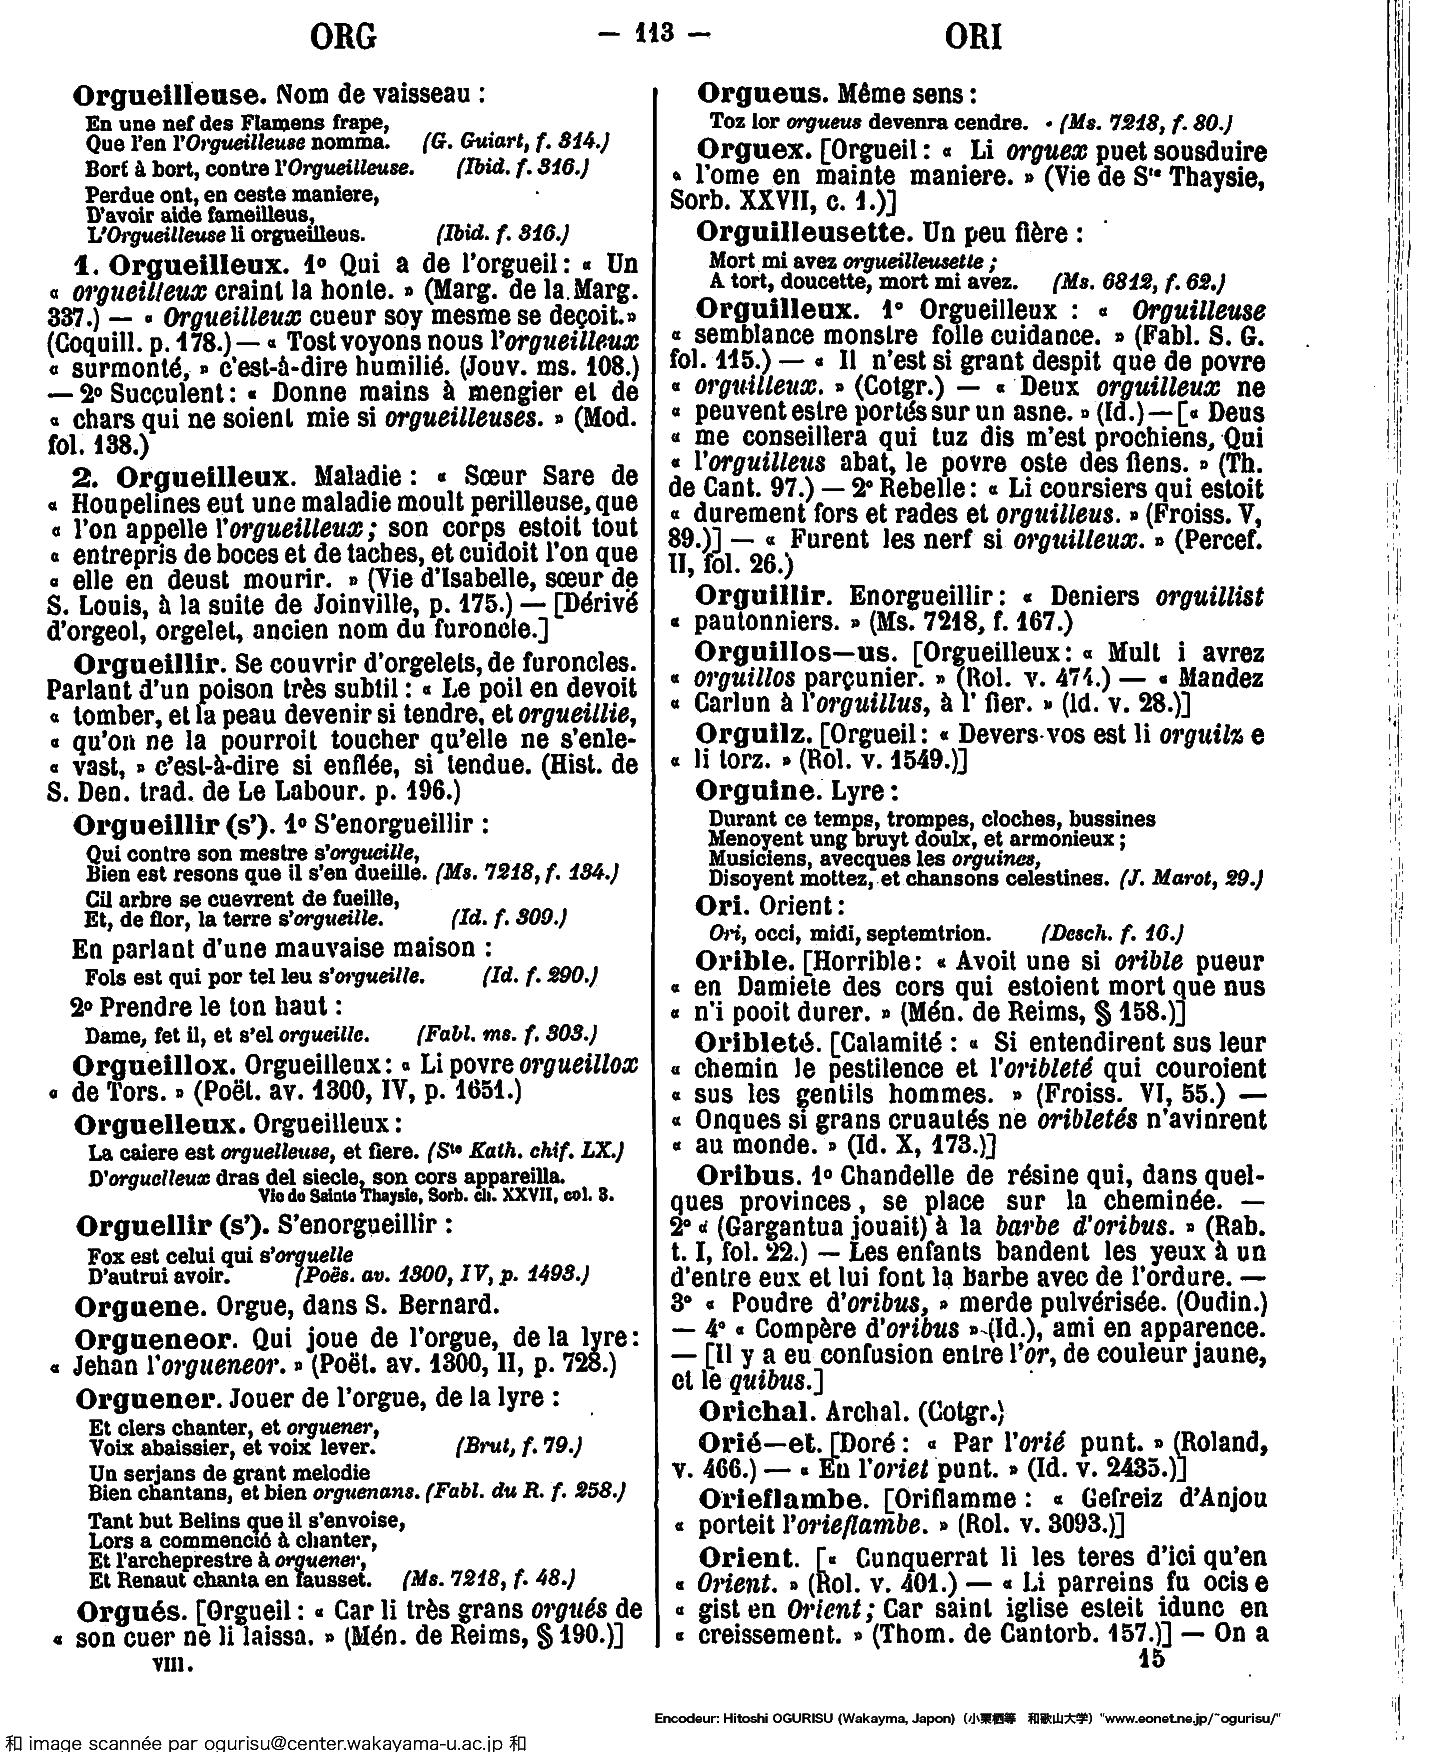 ORG
— 113 —
ORI
Orgueilleuse. Nom de vaisseau :
En une nef des Flamens frape,
Que l'en l'Orgueilleuse nomma. (G. Guiart, f. 314.)
Bort à bort, contre l'Orgueilleuse. (Ibid. f. 316.)
Perdue ont, en ceste maniere,
D'avoir aide fameilleus,
L'Orgueilleuse li orgueilleus. (Ibid. f. 316.)
1. Orgueilleux. 1º Qui a de l'orgueil : « Un
« orgueilleux craint la honte. » (Marg. de la Marg.
337.) — « Orgueilleux cueur soy mesme se deçoit.»
(Coquill. p. 178.) — « Tost voyons nous l'orgueilleux
« surmonté, » c'est-à-dire humilié. (Jouv. ms. 108.)
— 2º Succulent : « Donne mains à mengier et de
« chars qui ne soient mie si orgueilleuses. » (Mod.
fol. 138.)
2. Orgueilleux. Maladie : « Sœur Sare de
« Houpelines eut une maladie moult perilleuse, que
« l'on appelle l'orgueilleux ; son corps estoit tout
« entrepris de boces et de taches, et cuidoit l'on que
« elle en deust mourir. » (Vie d'Isabelle, sœur de
S. Louis, à la suite de Joinville, p. 175.) — [Dérivé
d'orgeol, orgelet, ancien nom du furoncle.]
Orgueillir. Se couvrir d'orgelets, de furoncles.
Parlant d'un poison très subtil : « Le poil en devoit
« tomber, et la peau devenir si tendre, et orgueillie,
« qu'on ne la pourroit toucher qu'elle ne s'enle-
« vast, » c'est-à-dire si enflée, si tendue. (Hist. de
S. Den. trad. de Le Labour. p. 196.)
Orgueillir (s'). 1º S'enorgueillir :
Qui contre son mestre s'orgueille,
Bien est resons que il s'en dueille. (Ms. 7218, f. 134.)
Cil arbre se cuevrent de fueille,
Et, de flor, la terre s'orgueille. (Id. f. 309.)
En parlant d'une mauvaise maison :
Fols est qui por tel leu s'orgueille. (Id. f. 290.)
2º Prendre le ton haut :
Dame, fet il, et s'el orgueille. (Fabl. ms. f. 303.)
Orgueillox. Orgueilleux : « Li povre orgueillox
« de Tors. » (Poët. av. 1300, IV, p. 1651.)
Orguelleux. Orgueilleux :
La caiere est orguelleuse, et fiere. (Ste Kath. chif. LX.)
D'orguelleux dras del siecle, son cors appareilla.
Vie de Sainte Thaysie, Sorb. ch. XXVII, col. 3.
Orguellir (s'). S'enorgueillir :
Fox est celui qui s'orguelle
D'autrui avoir. (Poës. av. 1300, IV, p. 1493.)
Orguene. Orgue, dans S. Bernard.
Orgueneor. Qui joue de l'orgue, de la lyre :
« Jehan l'orgueneor. » (Poët. av. 1300, II, p. 728.)
Orguener. Jouer de l'orgue, de la lyre :
Et clers chanter, et orguener,
Voix abaissier, et voix lever. (Brut, f. 79.)
Un serjans de grant melodie
Bien chantans, et bien orguenans. (Fabl. du R. f. 258.)
Tant but Belins que il s'envoise,
Lors a commencié à chanter,
Et l'archeprestre à orguener,
Et Renaut chanta en fausset. (Ms. 7218, f. 48.)
Orgués. [Orgueil : « Car li très grans orgués de
« son cuer ne li laissa. » (Mén. de Reims, § 190.)]
VIII.
Orgueus. Même sens :
Toz lor orgueus devenra cendre. (Ms. 7218, f. 80.)
Orguex. [Orgueil : « Li orguex puet sousduire
« l'ome en mainte maniere. » (Vie de Ste Thaysie,
Sorb. XXVII, c. 1.)]
Orguilleusette. Un peu fière :
Mort mi avez orgueilleusette ;
A tort, doucette, mort mi avez. (Ms. 6812, f. 62.)
Orguilleux. 1º Orgueilleux : « Orguilleuse
« semblance monstre folle cuidance. » (Fabl. S. G.
fol. 115.) — « Il n'est si grant despit que de povre
« orguilleux. » (Cotgr.) — « Deux orguilleux ne
« peuvent estre portés sur un asne. » (Id.) — [« Deus
« me conseillera qui tuz dis m'est prochiens, Qui
« l'orguilleus abat, le povre oste des fiens. » (Th.
de Cant. 97.) — 2º Rebelle : « Li coursiers qui estoit
« durement fors et rades et orguilleus. » (Froiss. V,
89.)] — « Furent les nerf si orguilleux. » (Percef.
II, fol. 26.)
Orguillir. Enorgueillir : « Deniers orguillist
« pautonniers. » (Ms. 7218, f. 167.)
Orguillos—us. [Orgueilleux : « Mult i avrez
« orguillos parçunier. » (Rol. v. 474.) — « Mandez
« Carlun à l'orguillus, à l' fier. » (Id. v. 28.)]
Orguilz. [Orgueil : « Devers vos est li orguilz e
« li torz. » (Rol. v. 1549.)]
Orguine. Lyre :
Durant ce temps, trompes, cloches, bussines
Menoyent ung bruyt doulx, et armonieux ;
Musiciens, avecques les orguines,
Disoyent mottez, et chansons celestines. (J. Marot, 29.)
Ori. Orient :
Ori, occi, midi, septemtrion. (Desch. f. 16.)
Orible. [Horrible : « Avoit une si orible pueur
« en Damiete des cors qui estoient mort que nus
« n'i pooit durer. » (Mén. de Reims, § 158.)]
Oribleté. [Calamité : « Si entendirent sus leur
« chemin le pestilence et l'oribleté qui couroient
« sus les gentils hommes. » (Froiss. VI, 55.) —
« Onques si grans cruautés ne oribletés n'avinrent
« au monde. » (Id. X, 173.)]
Oribus. 1º Chandelle de résine qui, dans quel-
ques provinces, se place sur la cheminée. —
2º « (Gargantua jouait) à la barbe d'oribus. » (Rab.
t. I, fol. 22.) — Les enfants bandent les yeux à un
d'entre eux et lui font la barbe avec de l'ordure. —
3º « Poudre d'oribus, » merde pulvérisée. (Oudin.)
— 4º « Compère d'oribus » (Id.), ami en apparence.
— [Il y a eu confusion entre l'or, de couleur jaune,
et le quibus.]
Orichal. Archal. (Cotgr.)
Orié—et. [Doré : « Par l'orié punt. » (Roland,
v. 466.) — « En l'oriet punt. » (Id. v. 2435.)]
Orieflambe. [Oriflamme : « Gefreiz d'Anjou
« porteit l'orieflambe. » (Rol. v. 3093.)]
Orient. [« Cunquerrat li les teres d'ici qu'en
« Orient. » (Rol. v. 401.) — « Li parreins fu ocis e
« gist en Orient ; Car saint iglise esteit idunc en
« creissement. » (Thom. de Cantorb. 157.)] — On a
15
Encodeur: Hitoshi OGURISU (Wakayma, Japon) (小栗栖等 和歌山大学) "www.eonet.ne.jp/~ogurisu/"
和 image scannée par ogurisu@center.wakayama-u.ac.jp 和